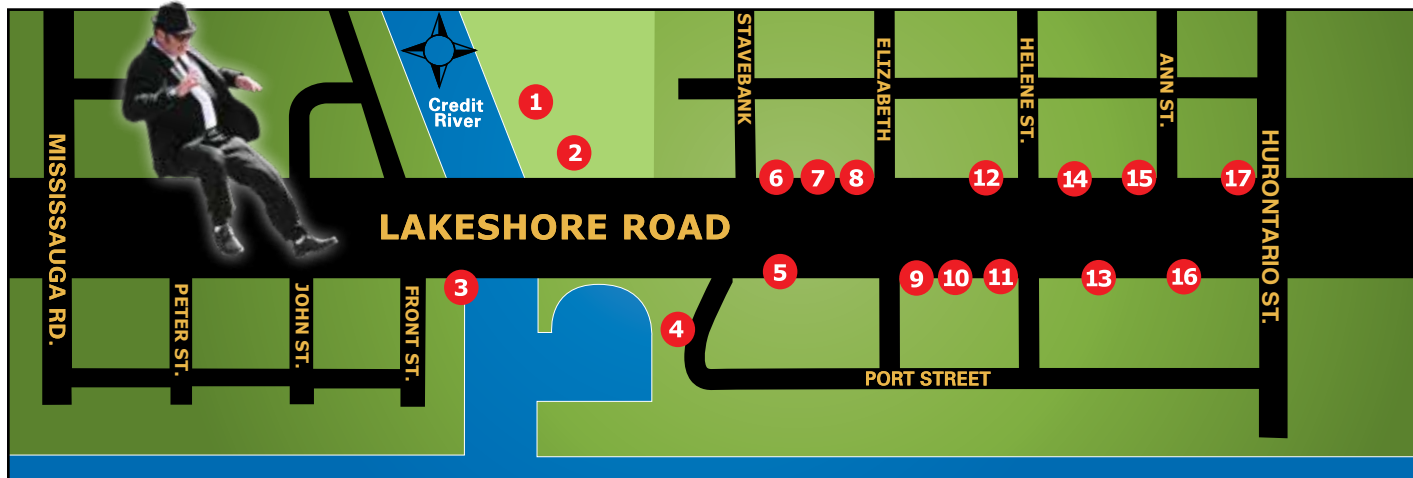 STAVEBANK
ELIZABETH
HELENE ST.
ANN ST.
Credit
River
1
2
MISSISSAUGA RD.
HURONTARIO ST.
6
7
8
12
14
15
17
LAKESHORE ROAD
5
3
9
10
11
13
16
PETER ST.
JOHN ST.
FRONT ST.
4
PORT STREET